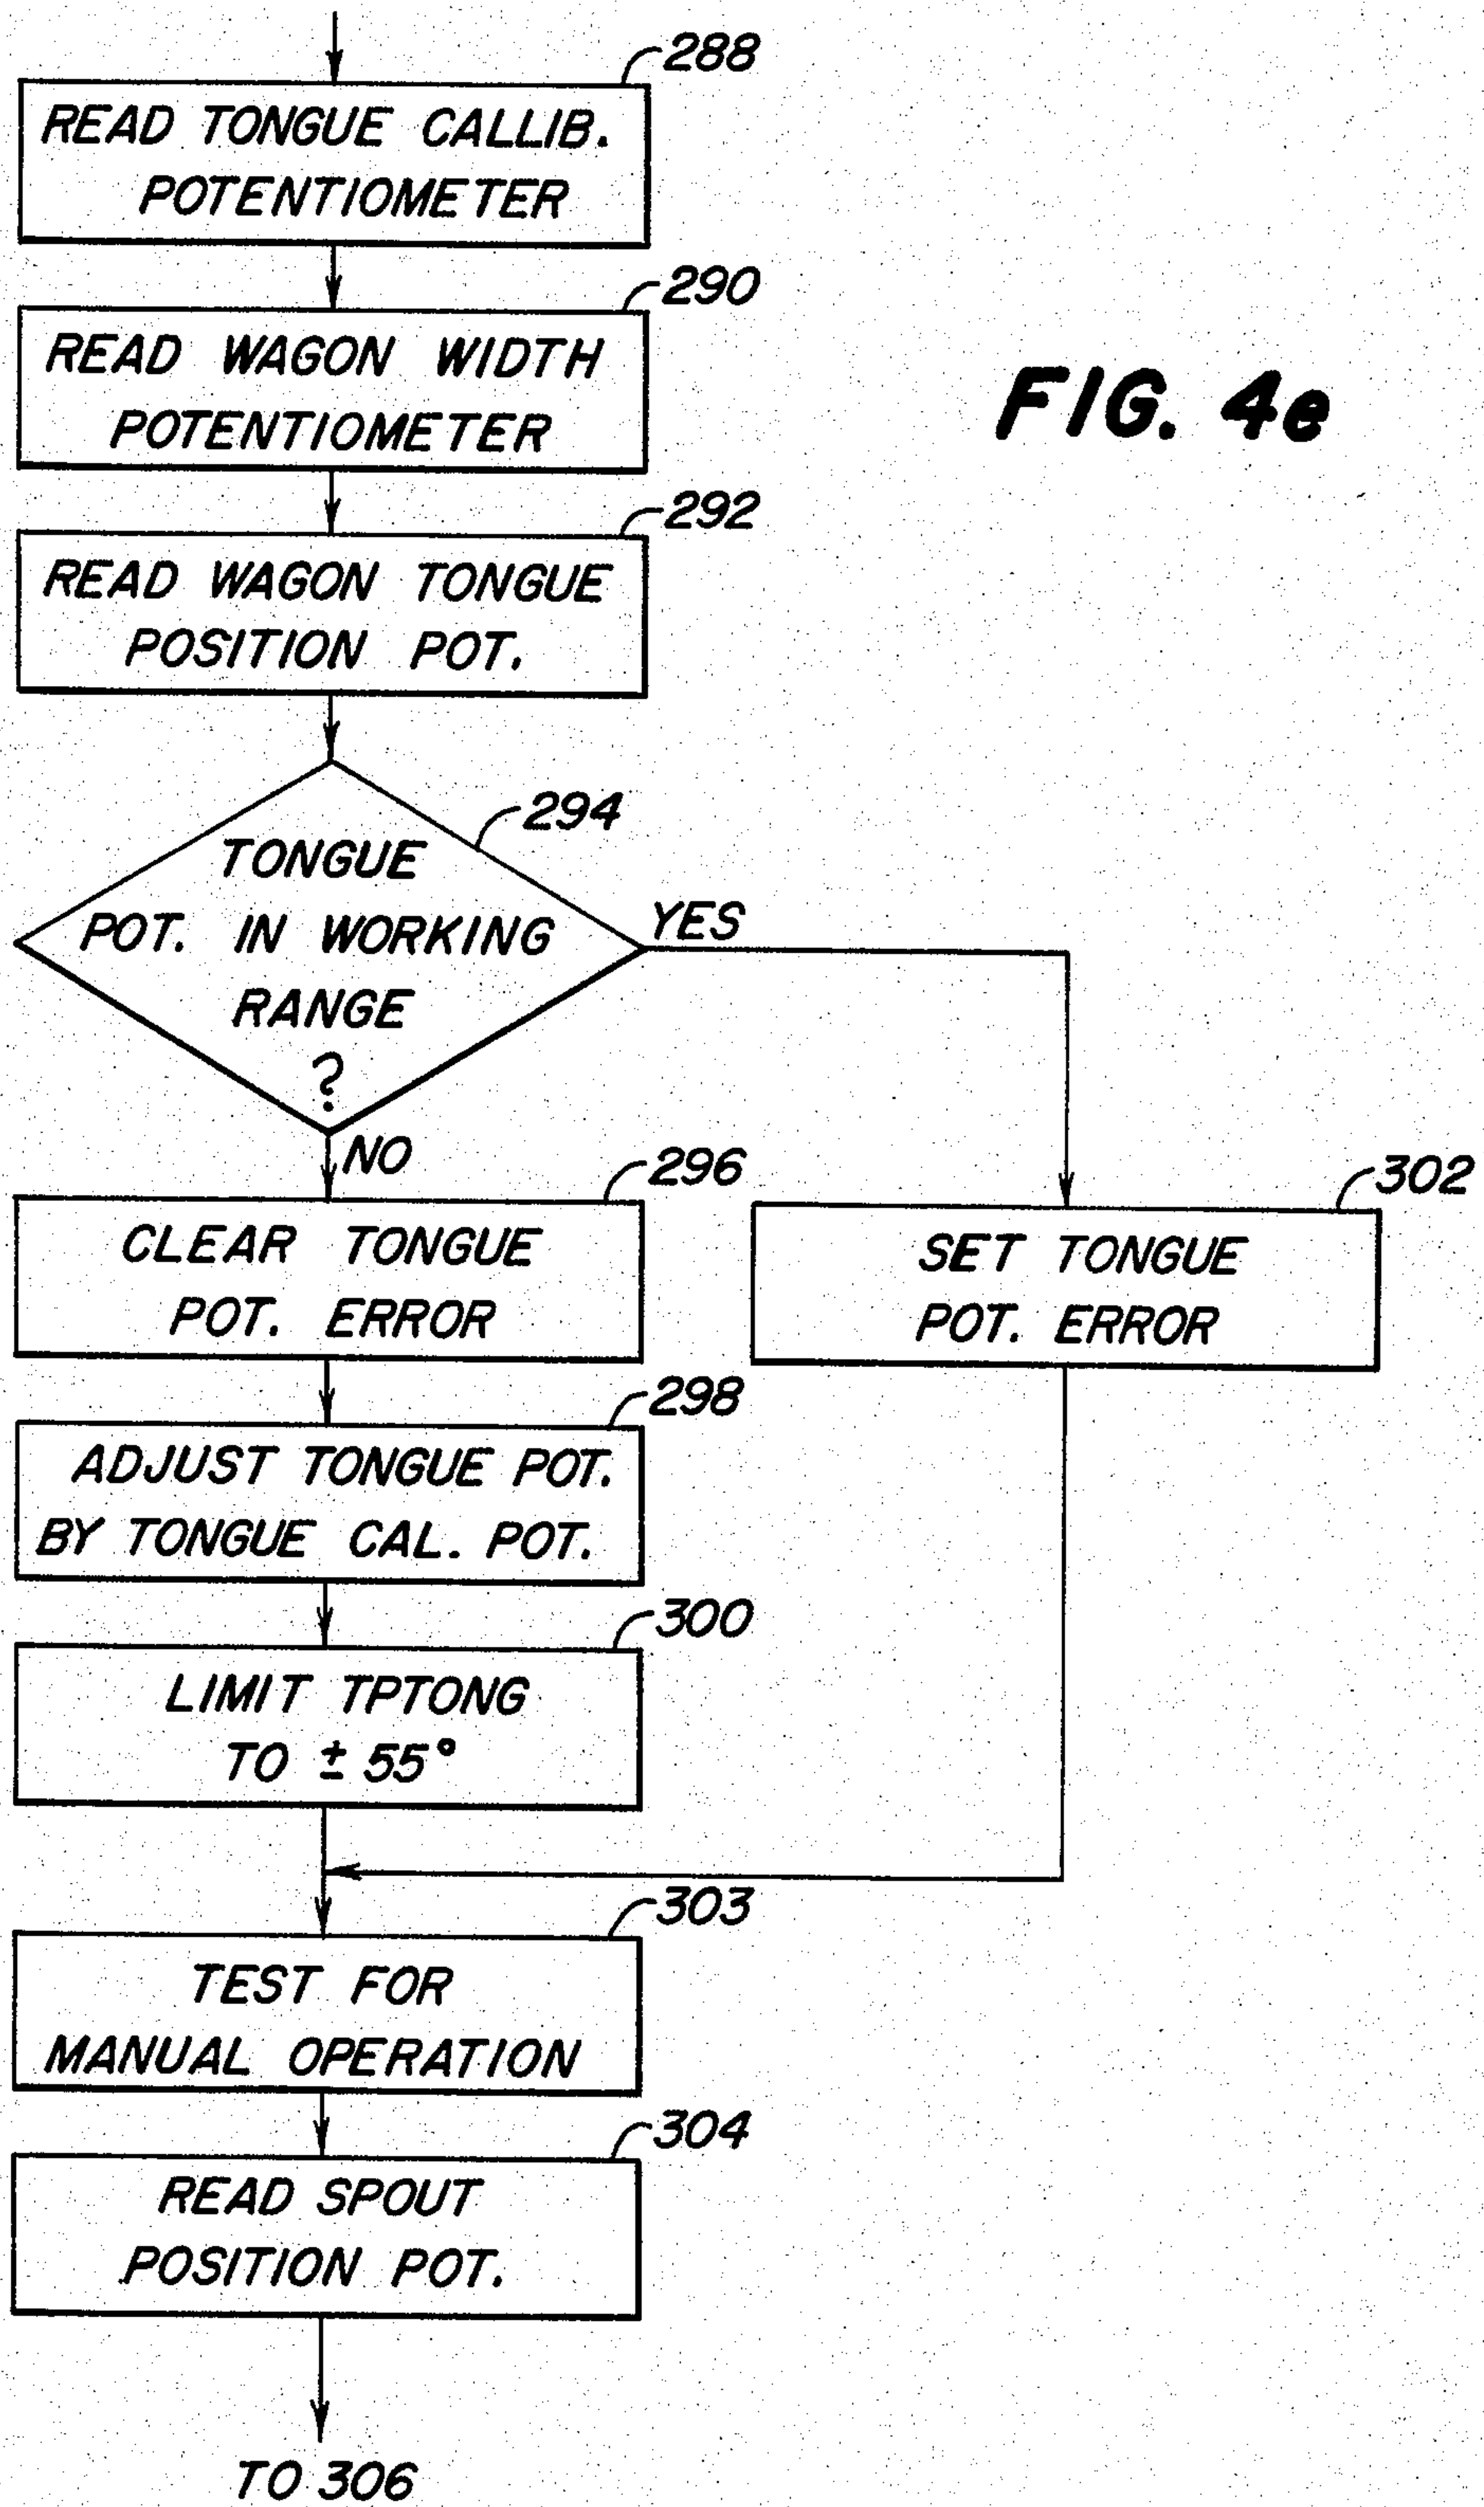 288
READ TONGUE CALLIB.
POTENTIOMETER
290
READ WAGON WIDTH
POTENTIOMETER
FIG. 4e
292
READ WAGON TONGUE
POSITION POT.
294
TONGUE
POT. IN WORKING
RANGE
?
YES
NO
296
CLEAR TONGUE
POT. ERROR
302
SET TONGUE
POT. ERROR
298
ADJUST TONGUE POT.
BY TONGUE CAL. POT.
300
LIMIT TPTONG
TO ± 55°
303
TEST FOR
MANUAL OPERATION
304
READ SPOUT
POSITION POT.
TO 306